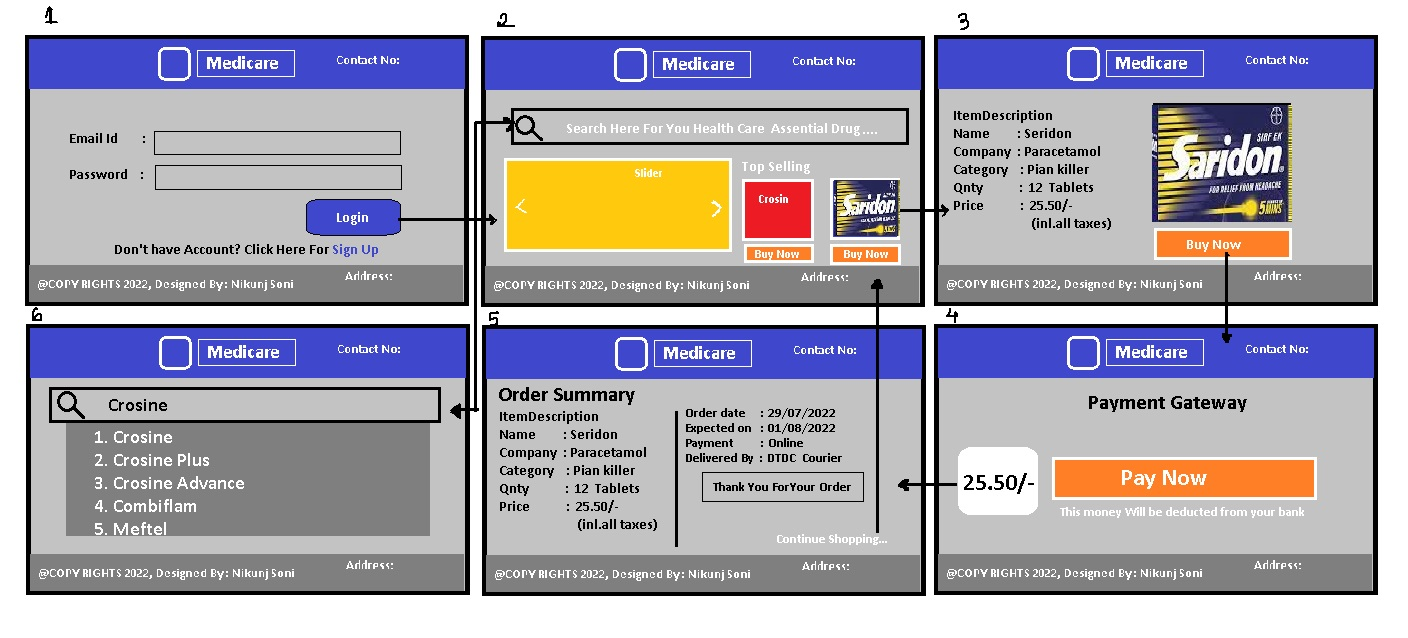 1
Medicare
Contact No:
Email Id :
Password :
Login
Don't have Account? Click Here For Sign Up
Address:
@COPY RIGHTS 2022, Designed By: Nikunj Soni
2
Medicare
Contact No:
Search Here For You Health Care Assential Drug....
Slider
Top Selling
Crosin
Saridon
Buy Now
Buy Now
Address:
@COPY RIGHTS 2022, Designed By: Nikunj Soni
3
Medicare
Contact No:
ItemDescription
Name : Seridon
Company : Paracetamol
Category : Pian killer
Qnty : 12 Tablets
Price : 25.50/-
(inl.all taxes)
SIRF EK
Saridon
FOR RELIEF FROM HEADACHE
5 MINS
Buy Now
Address:
@COPY RIGHTS 2022, Designed By: Nikunj Soni
4
Medicare
Contact No:
Payment Gateway
25.50/-
Pay Now
This money Will be deducted from your bank
Address:
@COPY RIGHTS 2022, Designed By: Nikunj Soni
5
Medicare
Contact No:
Order Summary
ItemDescription
Name : Seridon
Company : Paracetamol
Category : Pian killer
Qnty : 12 Tablets
Price : 25.50/-
(inl.all taxes)
Order date : 29/07/2022
Expected on : 01/08/2022
Payment : Online
Delivered By : DTDC Courier
Thank You ForYour Order
Continue Shopping...
Address:
@COPY RIGHTS 2022, Designed By: Nikunj Soni
6
Medicare
Contact No:
Crosine
1. Crosine
2. Crosine Plus
3. Crosine Advance
4. Combiflam
5. Meftel
Address:
@COPY RIGHTS 2022, Designed By: Nikunj Soni